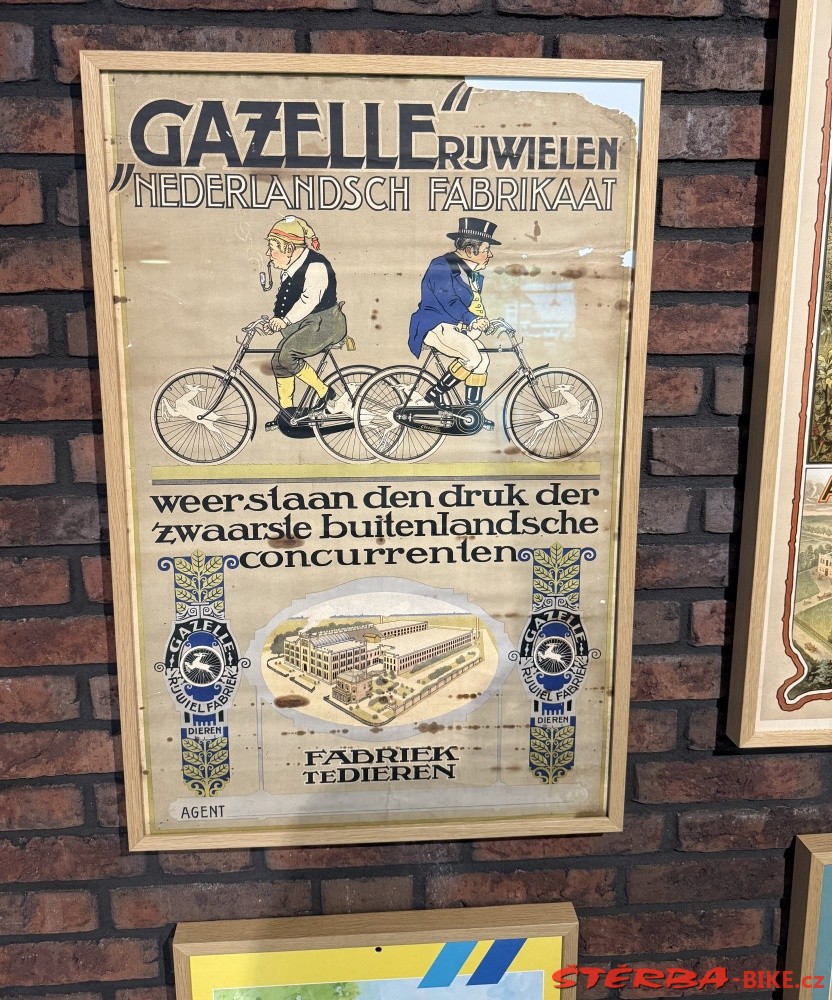 „GAZELLE“ RIJWIELEN
„NEDERLANDSCH FABRIKAAT
weerstaan den druk der
zwaarste buitenlandsche
concurrenten
GAZELLE
RIJWIEL FABRIEK
DIEREN
GAZELLE
RIJWIEL FABRIEK
DIEREN
FABRIEK
TE DIEREN
AGENT
STERBA-BIKE.cz